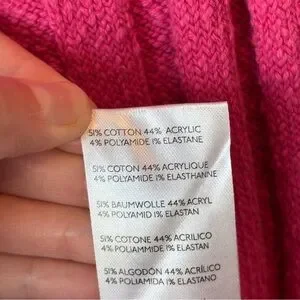 51% COTTON 44% ACRYLIC
4% POLYAMIDE 1% ELASTANE
51% COTON 44% ACRYLIQUE
4% POLYAMIDE 1% ELASTHANNE
51% BAUMWOLLE 44% ACRYL
4% POLYAMID 1% ELASTAN
51% COTONE 44% ACRILICO
4% POLIAMMIDE 1% ELASTAN
51% ALGODÓN 44% ACRÍLICO
4% POLIAMIDA 1% ELASTANO